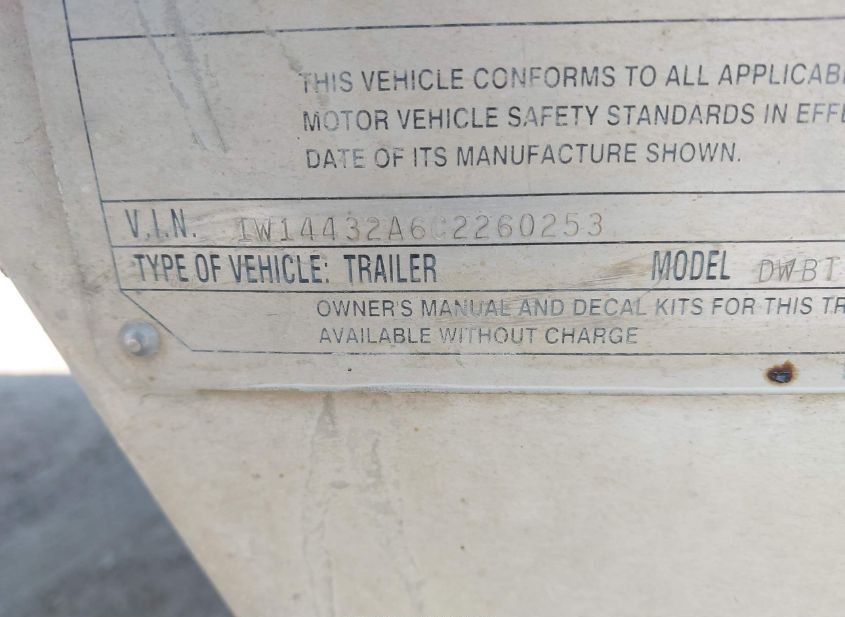 THIS VEHICLE CONFORMS TO ALL APPLICAB
MOTOR VEHICLE SAFETY STANDARDS IN EFFE
DATE OF ITS MANUFACTURE SHOWN.
V.I.N. 1W14432A6C2260253
TYPE OF VEHICLE: TRAILER MODEL DWBT
OWNER'S MANUAL AND DECAL KITS FOR THIS TR
AVAILABLE WITHOUT CHARGE